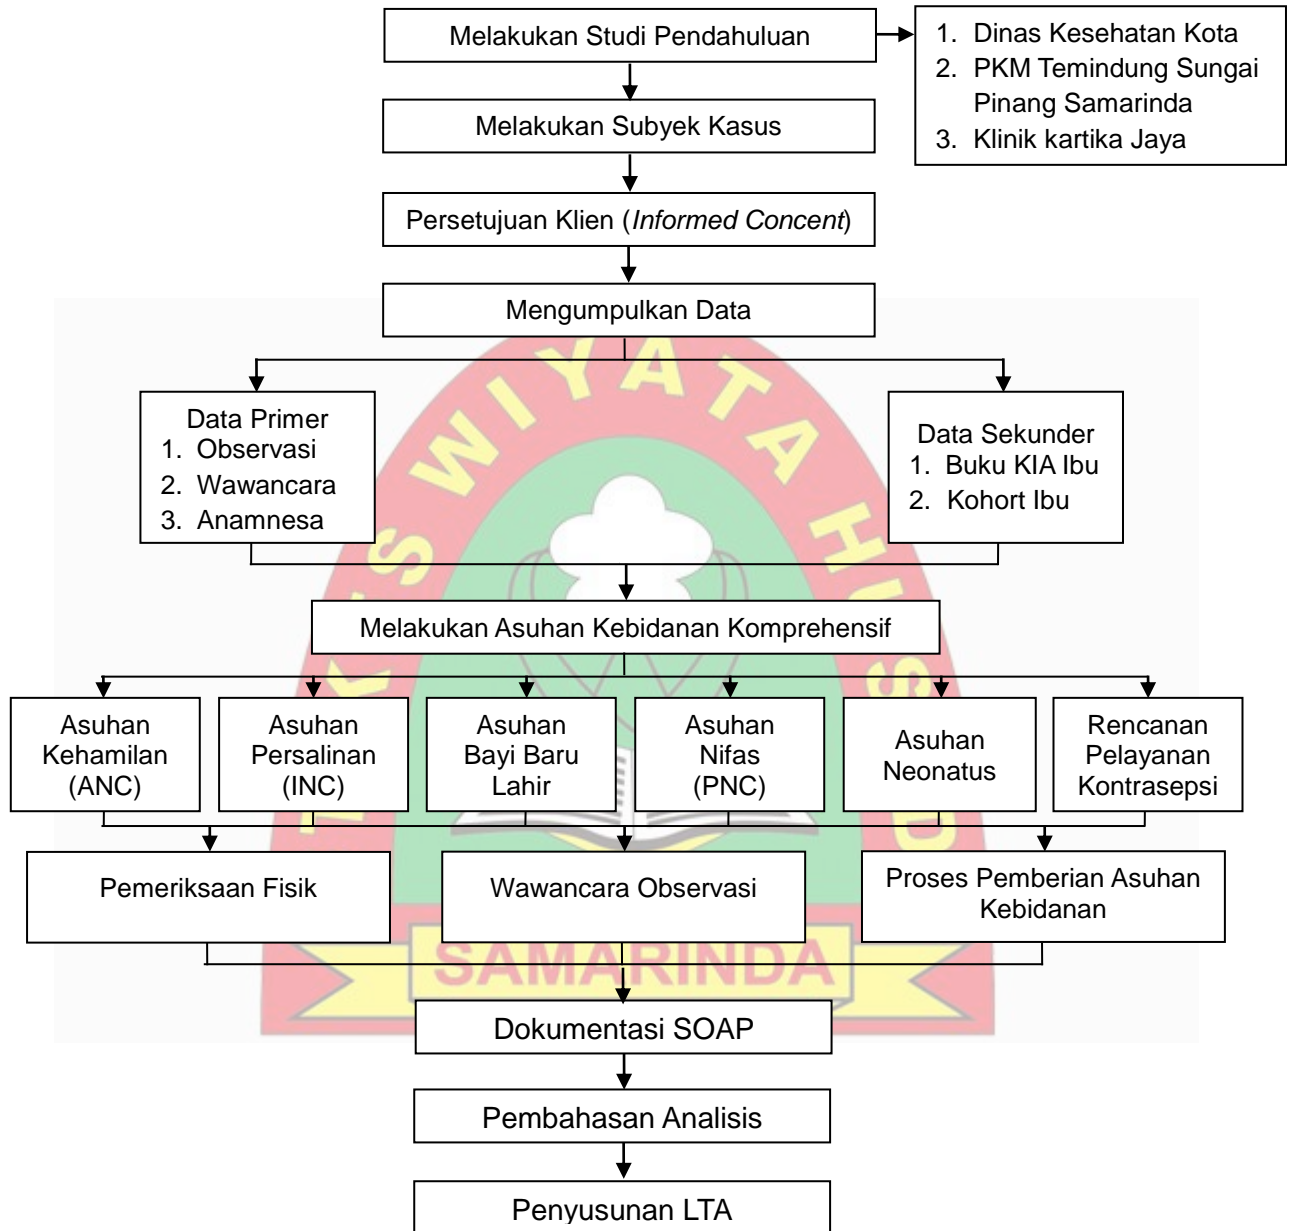 Melakukan Studi Pendahuluan
1. Dinas Kesehatan Kota
2. PKM Temindung Sungai
Pinang Samarinda
3. Klinik kartika Jaya
Melakukan Subyek Kasus
Persetujuan Klien (Informed Concent)
Mengumpulkan Data
Data Primer
1. Observasi
2. Wawancara
3. Anamnesa
Data Sekunder
1. Buku KIA Ibu
2. Kohort Ibu
Melakukan Asuhan Kebidanan Komprehensif
Asuhan
Kehamilan
(ANC)
Asuhan
Persalinan
(INC)
Asuhan
Bayi Baru
Lahir
Asuhan
Nifas
(PNC)
Asuhan
Neonatus
Rencanan
Pelayanan
Kontrasepsi
Pemeriksaan Fisik
Wawancara Observasi
Proses Pemberian Asuhan
Kebidanan
Dokumentasi SOAP
Pembahasan Analisis
Penyusunan LTA
WIYATA
SAMARINDA